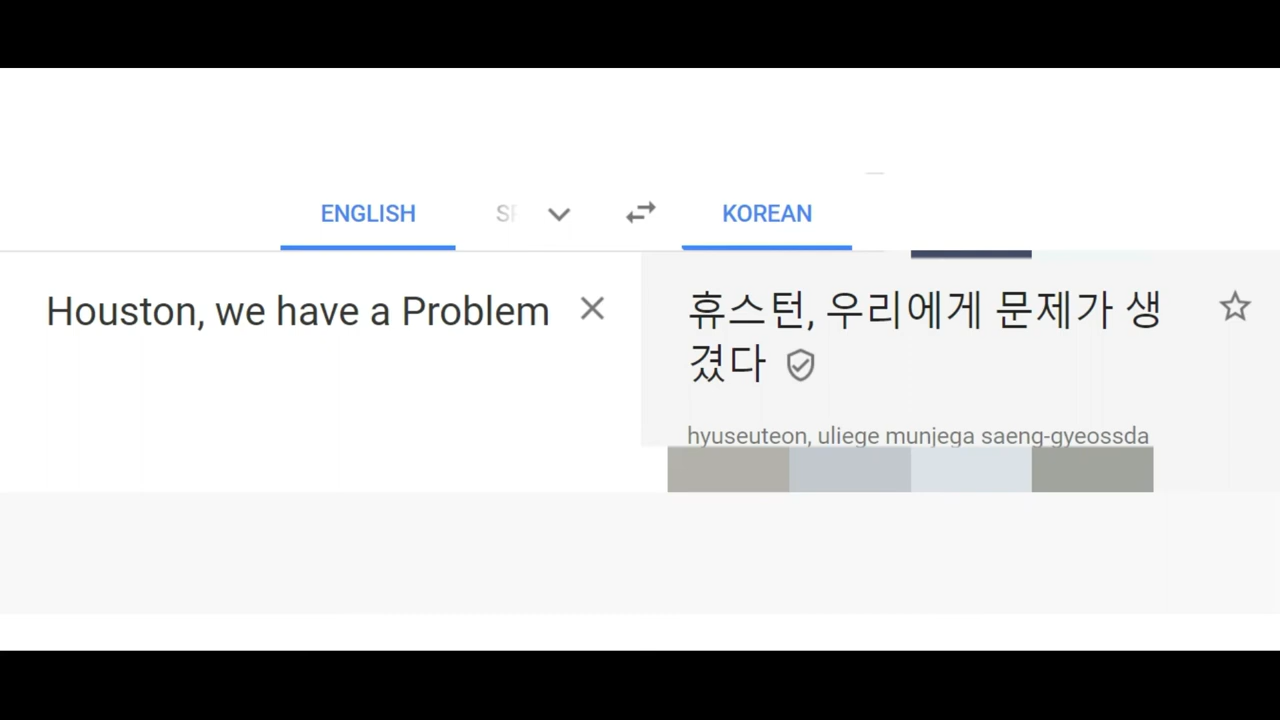 ENGLISH
KOREAN
Houston, we have a Problem
휴스턴, 우리에게 문제가 생
겼다
hyuseuteon, uliege munjega saeng-gyeossda